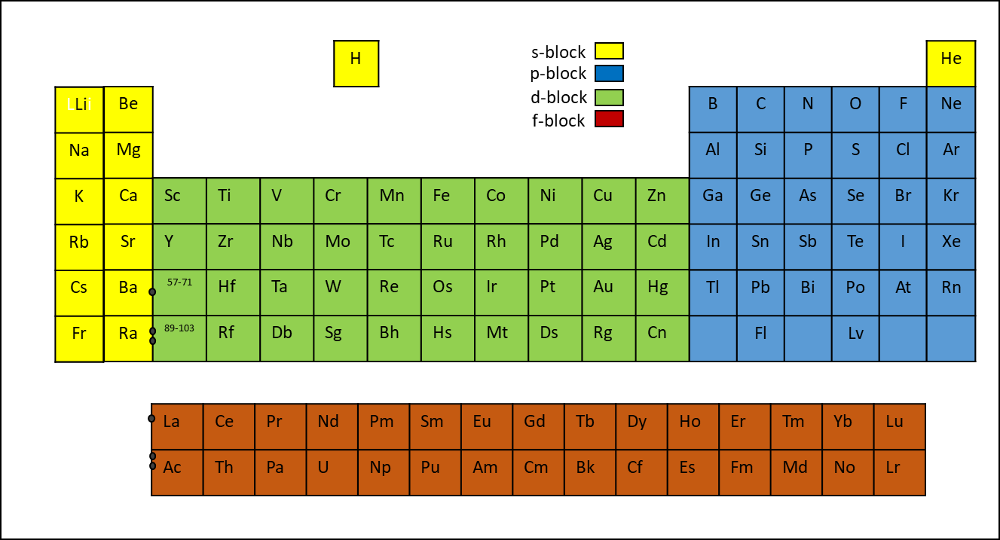 H
s-block
He
p-block
LLii Be
d-block
B C N O F Ne
f-block
Na Mg Al Si P S Cl Ar
K Ca Sc Ti V Cr Mn Fe Co Ni Cu Zn Ga Ge As Se Br Kr
Rb Sr Y Zr Nb Mo Tc Ru Rh Pd Ag Cd In Sn Sb Te I Xe
Cs Ba 57-71 Hf Ta W Re Os Ir Pt Au Hg Tl Pb Bi Po At Rn
Fr Ra 89-103 Rf Db Sg Bh Hs Mt Ds Rg Cn Fl Lv
La Ce Pr Nd Pm Sm Eu Gd Tb Dy Ho Er Tm Yb Lu
Ac Th Pa U Np Pu Am Cm Bk Cf Es Fm Md No Lr